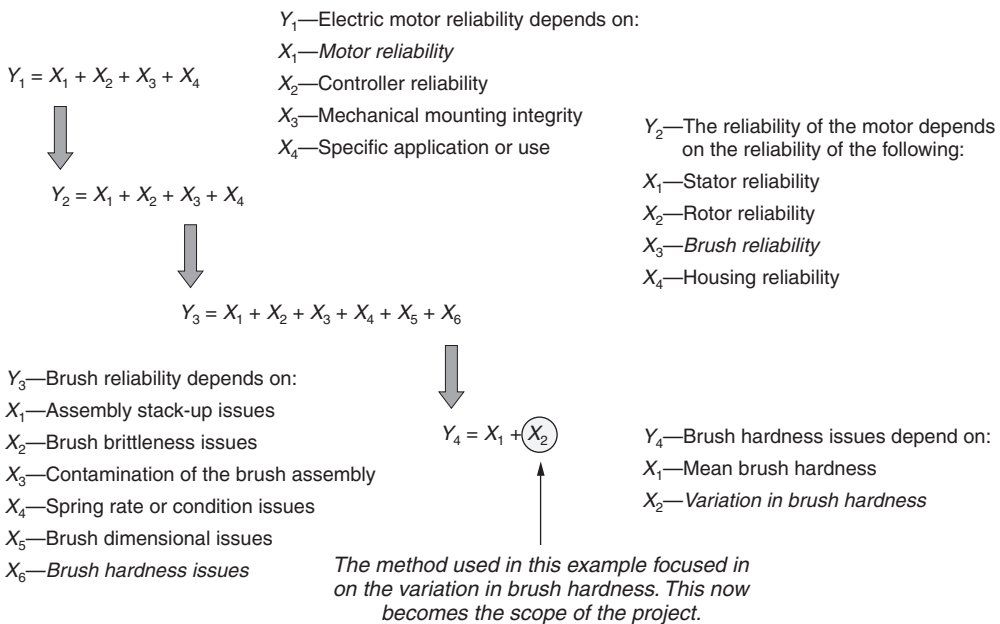 Y₁—Electric motor reliability depends on:
X₁—Motor reliability
X₂—Controller reliability
X₃—Mechanical mounting integrity
X₄—Specific application or use
Y₁ = X₁ + X₂ + X₃ + X₄
Y₂—The reliability of the motor depends
on the reliability of the following:
X₁—Stator reliability
X₂—Rotor reliability
X₃—Brush reliability
X₄—Housing reliability
Y₂ = X₁ + X₂ + X₃ + X₄
Y₃ = X₁ + X₂ + X₃ + X₄ + X₅ + X₆
Y₃—Brush reliability depends on:
X₁—Assembly stack-up issues
X₂—Brush brittleness issues
X₃—Contamination of the brush assembly
X₄—Spring rate or condition issues
X₅—Brush dimensional issues
X₆—Brush hardness issues
Y₄ = X₁ + X₂
Y₄—Brush hardness issues depend on:
X₁—Mean brush hardness
X₂—Variation in brush hardness
The method used in this example focused in
on the variation in brush hardness. This now
becomes the scope of the project.